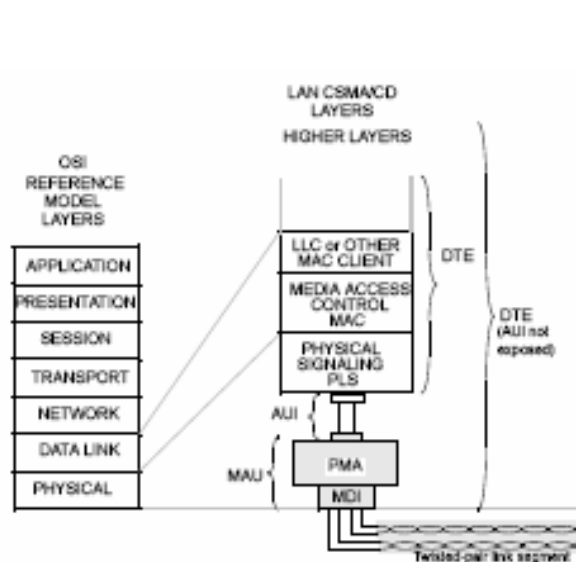 LAN CSMA/CD
LAYERS
HIGHER LAYERS
OSI
REFERENCE
MODEL
LAYERS
APPLICATION
PRESENTATION
SESSION
TRANSPORT
NETWORK
DATA LINK
PHYSICAL
LLC or OTHER
MAC CLIENT
MEDIA ACCESS
CONTROL
MAC
PHYSICAL
SIGNALING
PLS
DTE
DTE
(AUI not
exposed)
AUI
MAU
PMA
MDI
Twisted-pair link segment